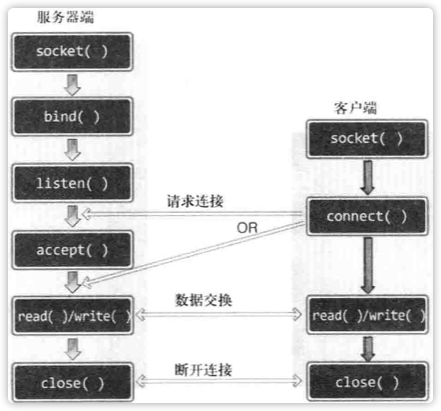 服务器端
socket( )
bind( )
客户端
socket( )
listen( )
请求连接
connect( )
OR
accept( )
数据交换
read( )/write( )
read( )/write( )
断开连接
close( )
close( )